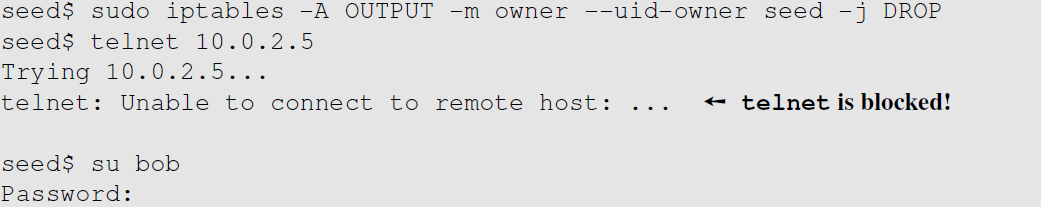 seed$ sudo iptables -A OUTPUT -m owner --uid-owner seed -j DROP
seed$ telnet 10.0.2.5
Trying 10.0.2.5...
telnet: Unable to connect to remote host: ... ← telnet is blocked!
seed$ su bob
Password: